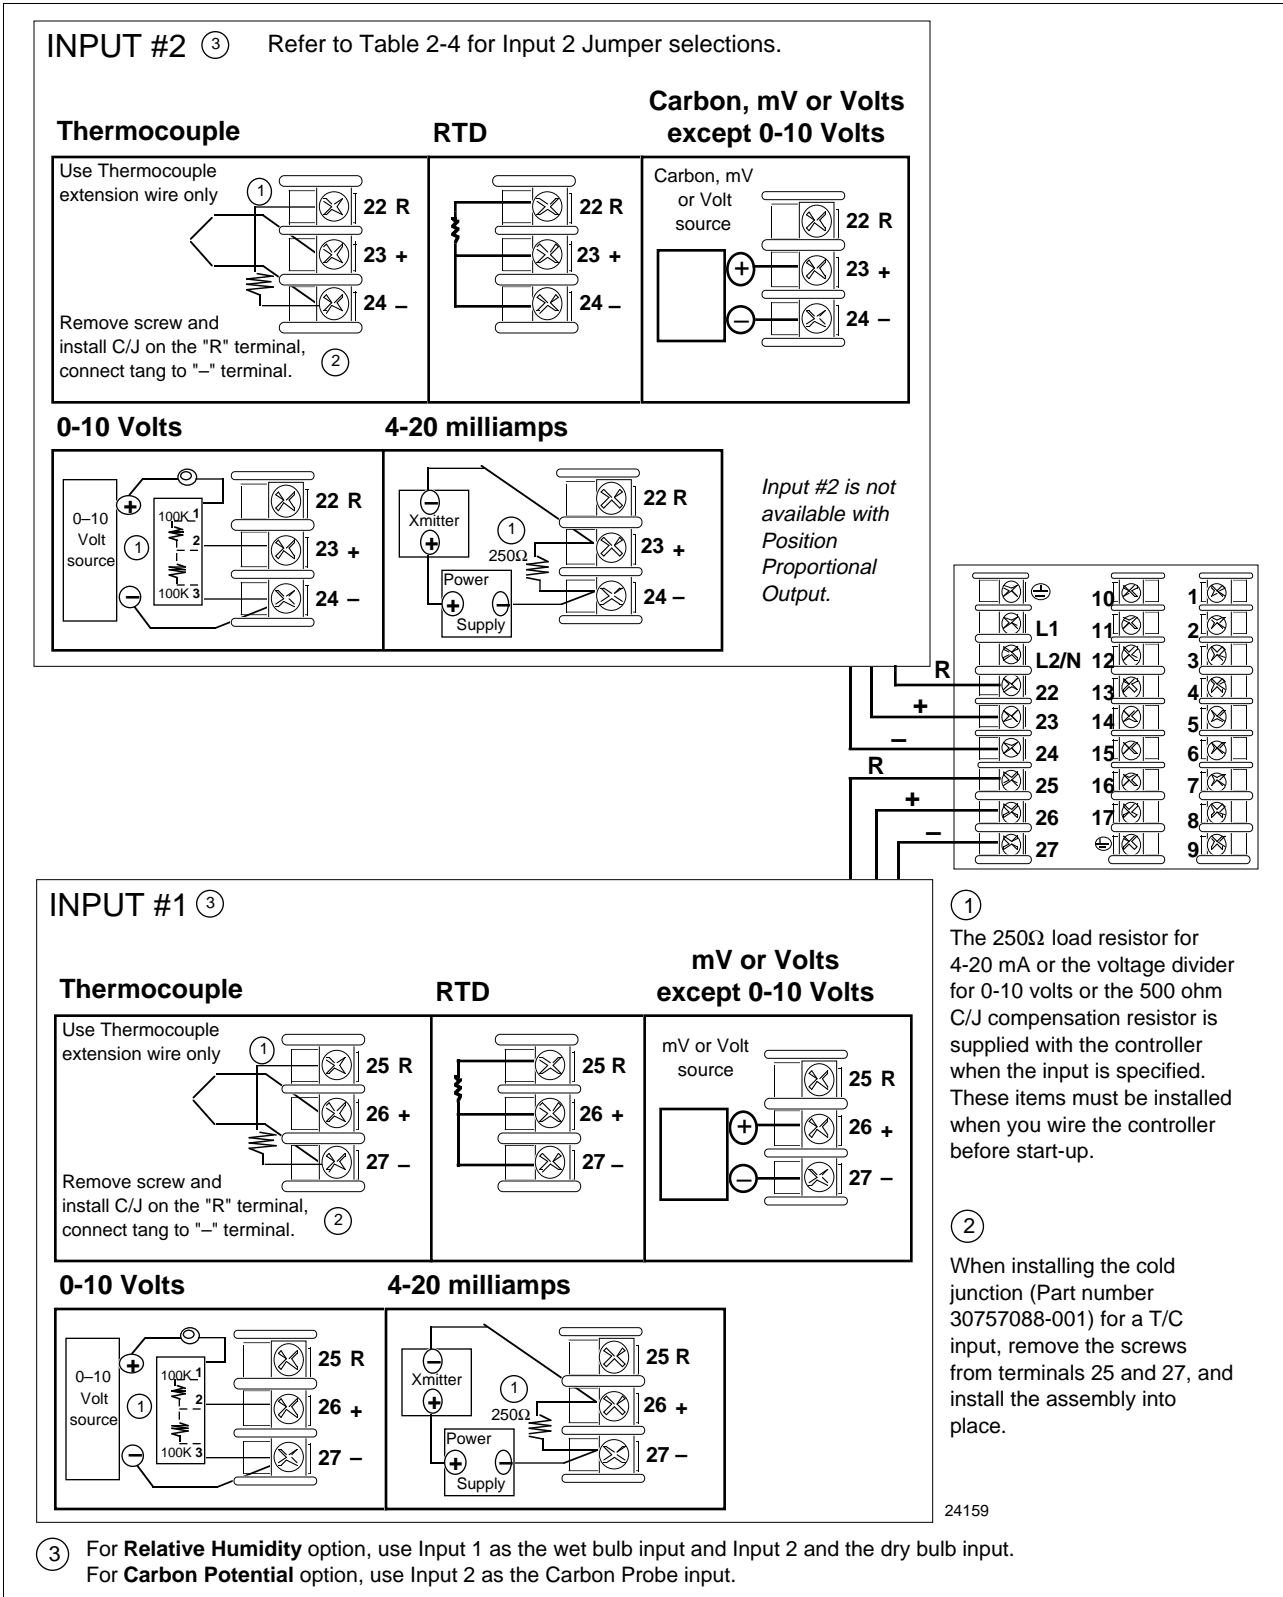 INPUT #2 3 Refer to Table 2-4 for Input 2 Jumper selections.
Thermocouple
RTD
Carbon, mV or Volts
except 0-10 Volts
Use Thermocouple
extension wire only
1
22 R
23 +
24 –
Remove screw and
install C/J on the "R" terminal,
connect tang to "–" terminal.
2
22 R
23 +
24 –
Carbon, mV
or Volt
source
+
–
22 R
23 +
24 –
0-10 Volts
4-20 milliamps
0–10
Volt
source
+
–
1
100K 1
2
100K 3
22 R
23 +
24 –
–
Xmitter
+
Power
+ –
Supply
1
250Ω
22 R
23 +
24 –
Input #2 is not
available with
Position
Proportional
Output.
R
+
–
R
+
–
L1
L2/N
22
23
24
25
26
27
10
11
12
13
14
15
16
17
1
2
3
4
5
6
7
8
9
INPUT #1 3
Thermocouple
RTD
mV or Volts
except 0-10 Volts
Use Thermocouple
extension wire only
1
25 R
26 +
27 –
Remove screw and
install C/J on the "R" terminal,
connect tang to "–" terminal.
2
25 R
26 +
27 –
mV or Volt
source
+
–
25 R
26 +
27 –
0-10 Volts
4-20 milliamps
0–10
Volt
source
+
–
1
100K 1
2
100K 3
25 R
26 +
27 –
–
Xmitter
+
Power
+ –
Supply
1
250Ω
25 R
26 +
27 –
1
The 250Ω load resistor for
4-20 mA or the voltage divider
for 0-10 volts or the 500 ohm
C/J compensation resistor is
supplied with the controller
when the input is specified.
These items must be installed
when you wire the controller
before start-up.
2
When installing the cold
junction (Part number
30757088-001) for a T/C
input, remove the screws
from terminals 25 and 27, and
install the assembly into
place.
24159
3 For Relative Humidity option, use Input 1 as the wet bulb input and Input 2 and the dry bulb input.
For Carbon Potential option, use Input 2 as the Carbon Probe input.